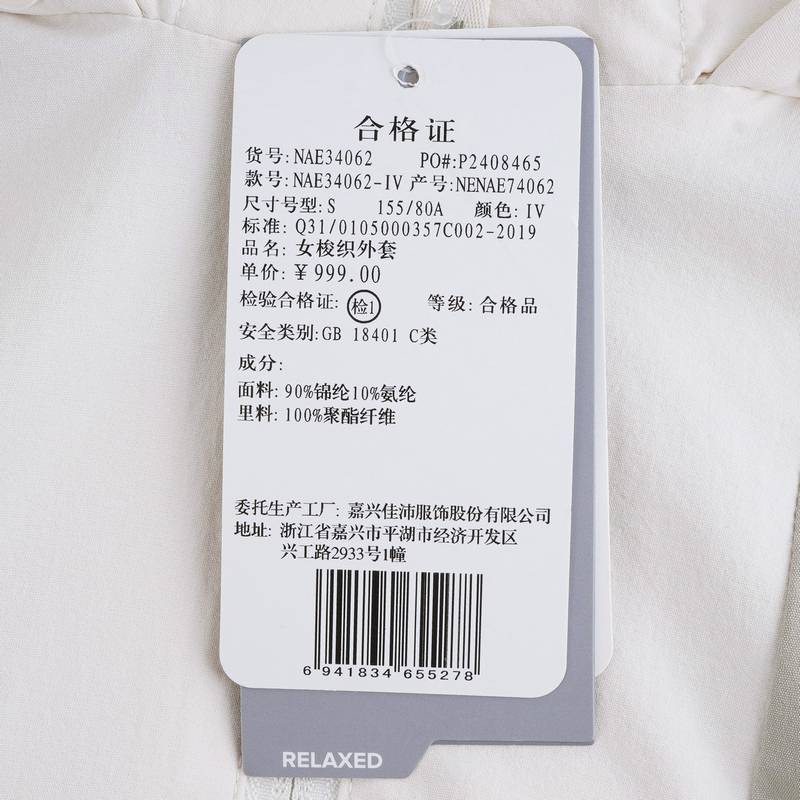 合格证
货号:NAE34062 PO#:P2408465
款号:NAE34062-IV 产号:NENAE74062
尺寸号型:S 155/80A 颜色:IV
标准: Q31/0105000357C002-2019
品名: 女梭织外套
单价:￥999.00
检验合格证: 检1 等级:合格品
安全类别:GB 18401 C类
成分:
面料: 90%锦纶10%氨纶
里料: 100%聚酯纤维
委托生产工厂: 嘉兴佳沛服饰股份有限公司
地址: 浙江省嘉兴市平湖市经济开发区
兴工路2933号1幢
6 941834 655278
RELAXED